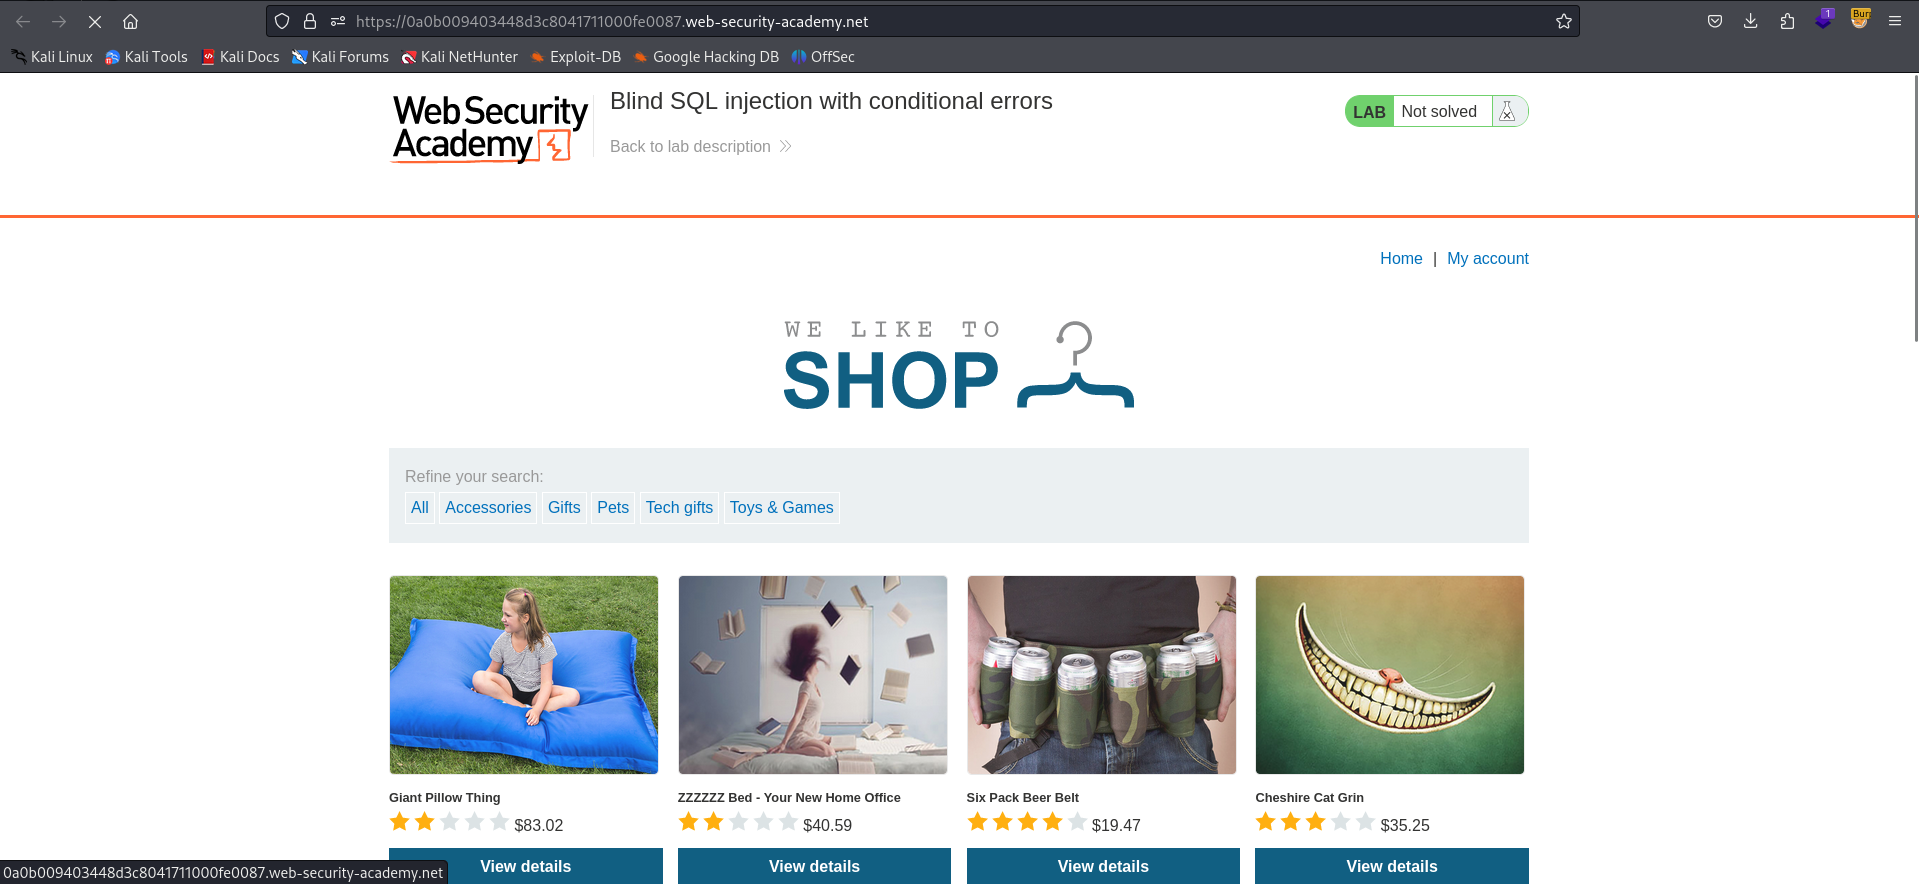 https://0a0b009403448d3c8041711000fe0087.web-security-academy.net
1
Burp
Kali Linux Kali Tools Kali Docs Kali Forums Kali NetHunter Exploit-DB Google Hacking DB OffSec
Web Security
Academy
Blind SQL injection with conditional errors
Back to lab description
LAB Not solved
Home | My account
WE LIKE TO
SHOP
Refine your search:
All Accessories Gifts Pets Tech gifts Toys & Games
Giant Pillow Thing
$83.02
View details
ZZZZZZ Bed - Your New Home Office
$40.59
View details
Six Pack Beer Belt
$19.47
View details
Cheshire Cat Grin
$35.25
View details
0a0b009403448d3c8041711000fe0087.web-security-academy.net